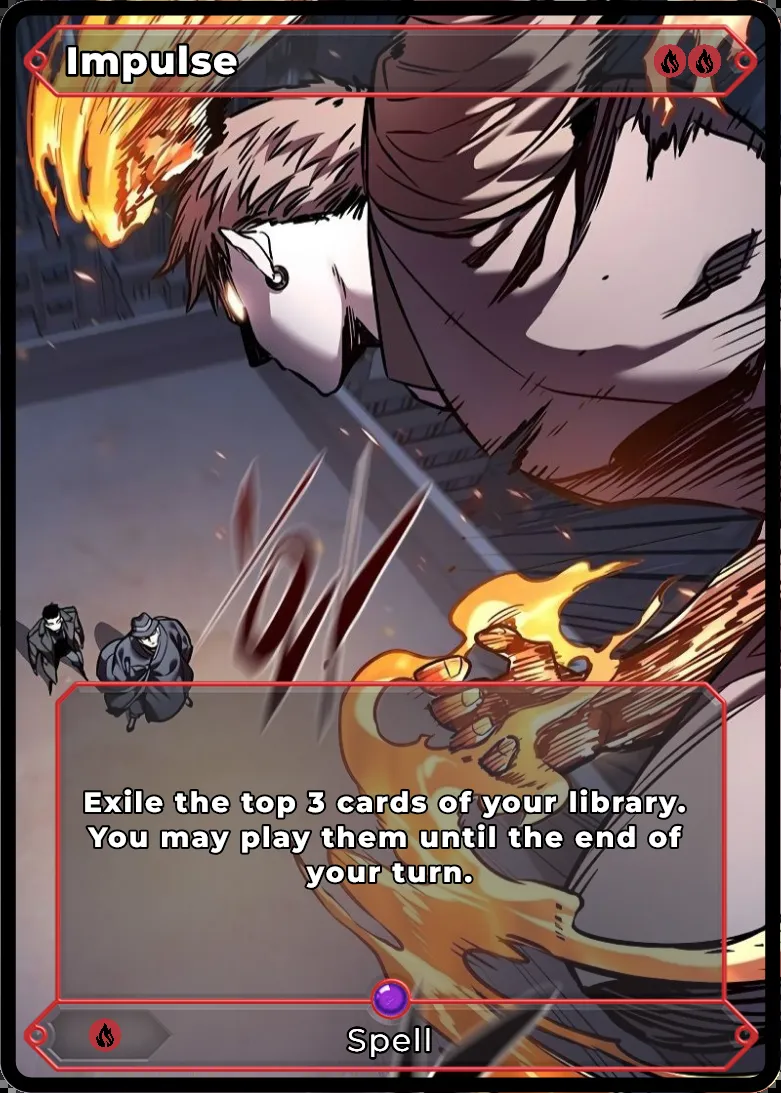 Impulse
Exile the top 3 cards of your library.
You may play them until the end of
your turn.
Spell